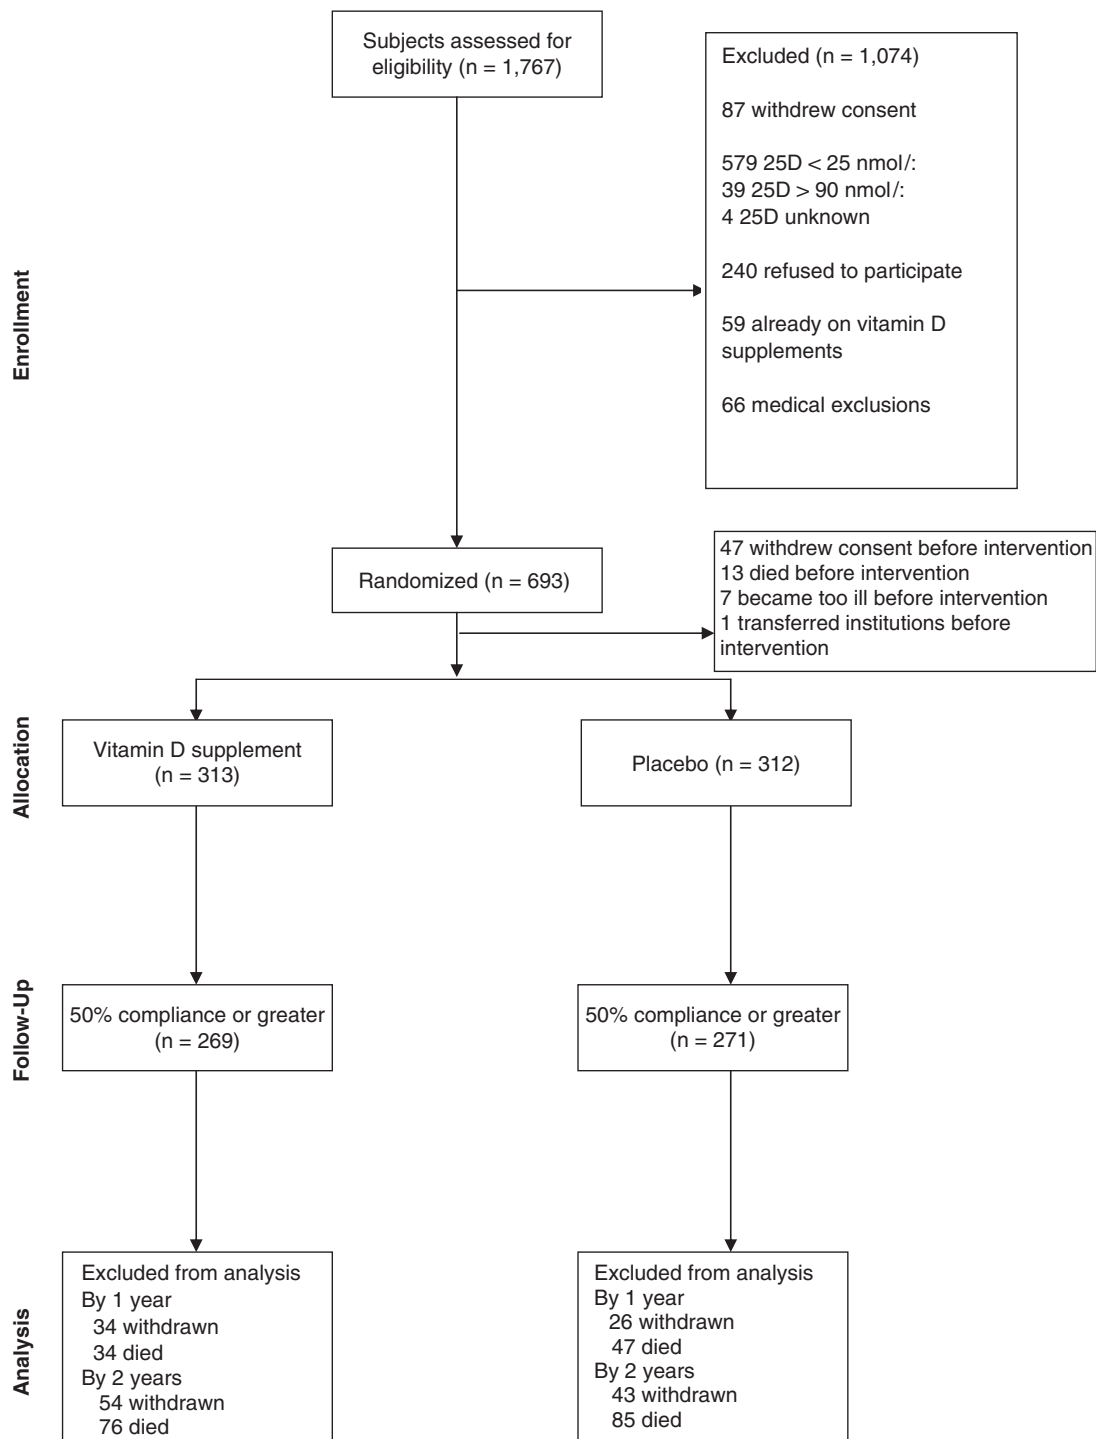 Subjects assessed for
eligibility (n = 1,767)
Excluded (n = 1,074)
87 withdrew consent
579 25D < 25 nmol/:
39 25D > 90 nmol/:
4 25D unknown
240 refused to participate
59 already on vitamin D
supplements
66 medical exclusions
Enrollment
Randomized (n = 693)
47 withdrew consent before intervention
13 died before intervention
7 became too ill before intervention
1 transferred institutions before
intervention
Allocation
Vitamin D supplement
(n = 313)
Placebo (n = 312)
Follow-Up
50% compliance or greater
(n = 269)
50% compliance or greater
(n = 271)
Analysis
Excluded from analysis
By 1 year
34 withdrawn
34 died
By 2 years
54 withdrawn
76 died
Excluded from analysis
By 1 year
26 withdrawn
47 died
By 2 years
43 withdrawn
85 died